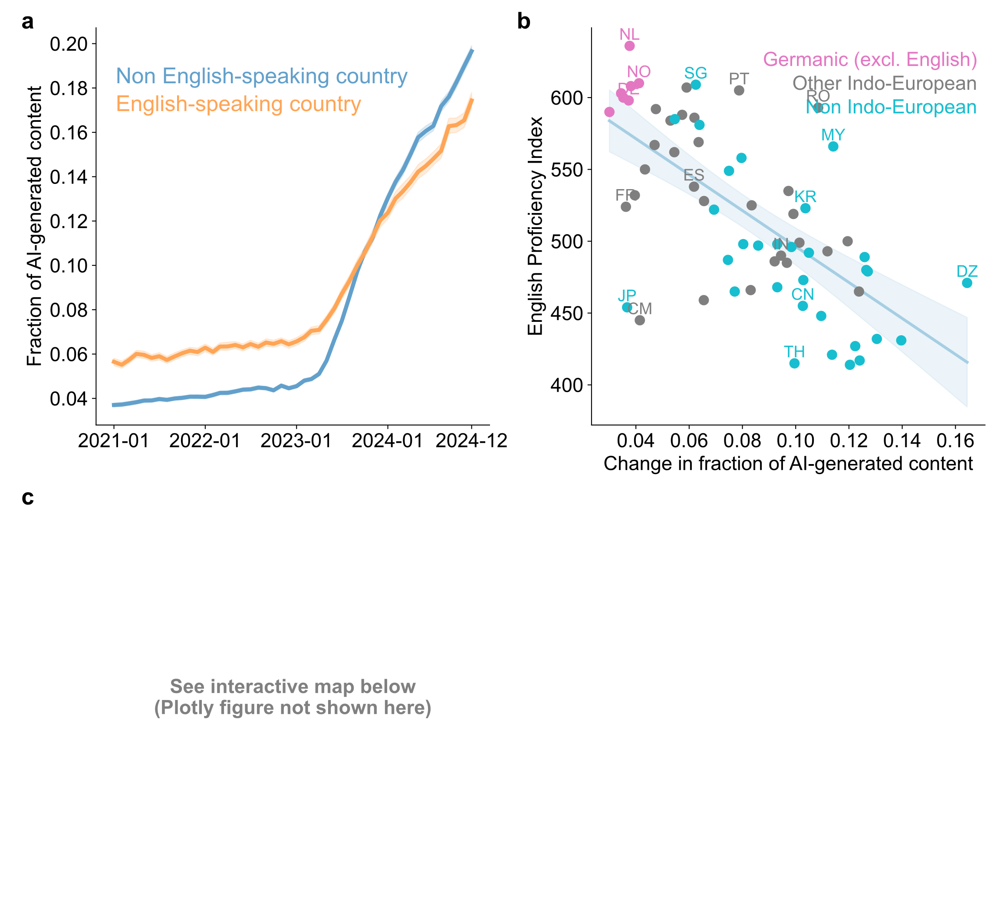 a
Fraction of AI-generated content
0.20
0.18
0.16
0.14
0.12
0.10
0.08
0.06
0.04
Non English-speaking country
English-speaking country
2021-01
2022-01
2023-01
2024-01
2024-12
b
English Proficiency Index
600
550
500
450
400
Germanic (excl. English)
Other Indo-European
Non Indo-European
NL
NO
DE
SG
PT
RO
MY
ES
FR
KR
IN
DZ
JP
CM
CN
TH
0.04
0.06
0.08
0.10
0.12
0.14
0.16
Change in fraction of AI-generated content
c
See interactive map below
(Plotly figure not shown here)